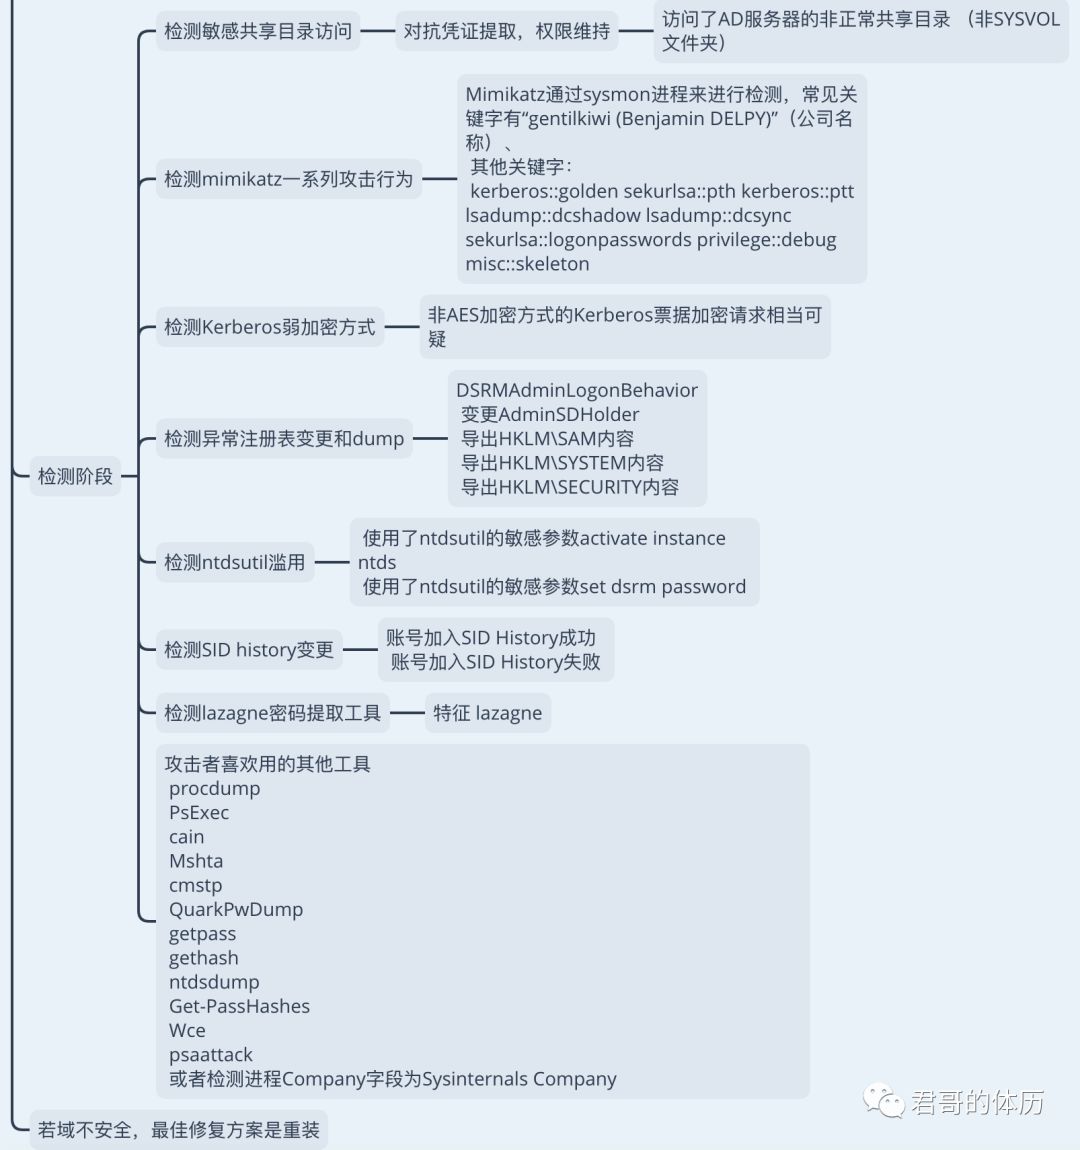 检测敏感共享目录访问
对抗凭证提取，权限维持
访问了AD服务器的非正常共享目录 （非SYSVOL
文件夹）
检测mimikatz一系列攻击行为
Mimikatz通过sysmon进程来进行检测，常见关
键字有“gentilkiwi (Benjamin DELPY)”（公司名
称）、
其他关键字：
kerberos::golden sekurlsa::pth kerberos::ptt
lsadump::dcshadow lsadump::dcsync
sekurlsa::logonpasswords privilege::debug
misc::skeleton
检测Kerberos弱加密方式
非AES加密方式的Kerberos票据加密请求相当可
疑
检测异常注册表变更和dump
DSRMAdminLogonBehavior
变更AdminSDHolder
导出HKLM\SAM内容
导出HKLM\SYSTEM内容
导出HKLM\SECURITY内容
检测阶段
检测ntdsutil滥用
使用了ntdsutil的敏感参数activate instance
ntds
使用了ntdsutil的敏感参数set dsrm password
检测SID history变更
账号加入SID History成功
账号加入SID History失败
检测lazagne密码提取工具
特征 lazagne
攻击者喜欢用的其他工具
procdump
PsExec
cain
Mshta
cmstp
QuarkPwDump
getpass
gethash
ntdsdump
Get-PassHashes
Wce
psaattack
或者检测进程Company字段为Sysinternals Company
若域不安全，最佳修复方案是重装
君哥的体历